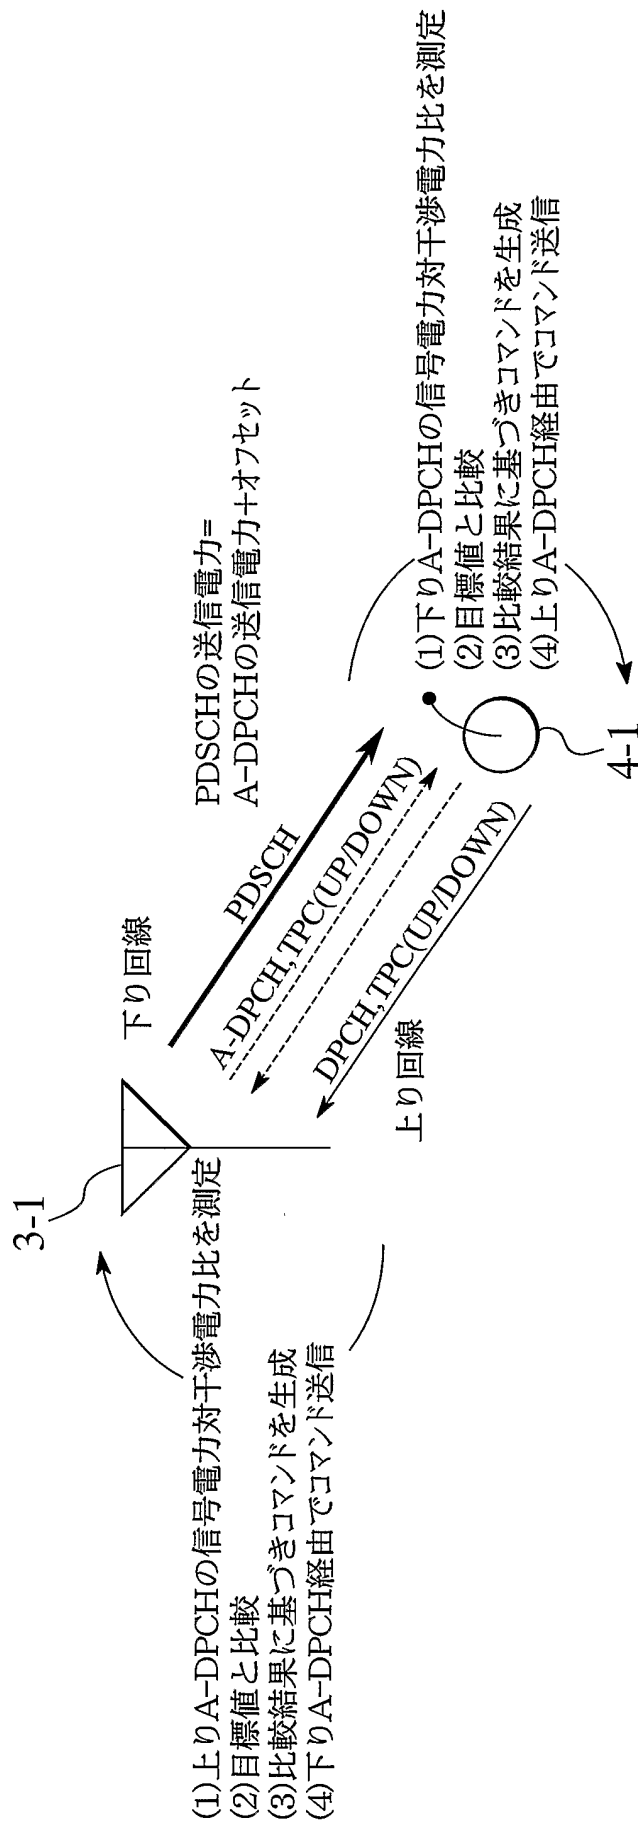 3-1
(1)上りA-DPCHの信号電力対干渉電力比を測定
(2)目標値と比較
(3)比較結果に基づきコマンドを生成
(4)下りA-DPCH経由でコマンド送信
下り回線
PDSCH
A-DPCH,TPC(UP/DOWN)
DPCH,TPC(UP/DOWN)
上り回線
PDSCHの送信電力=
A-DPCHの送信電力+オフセット
(1)下りA-DPCHの信号電力対干渉電力比を測定
(2)目標値と比較
(3)比較結果に基づきコマンドを生成
(4)上りA-DPCH経由でコマンド送信
4-1